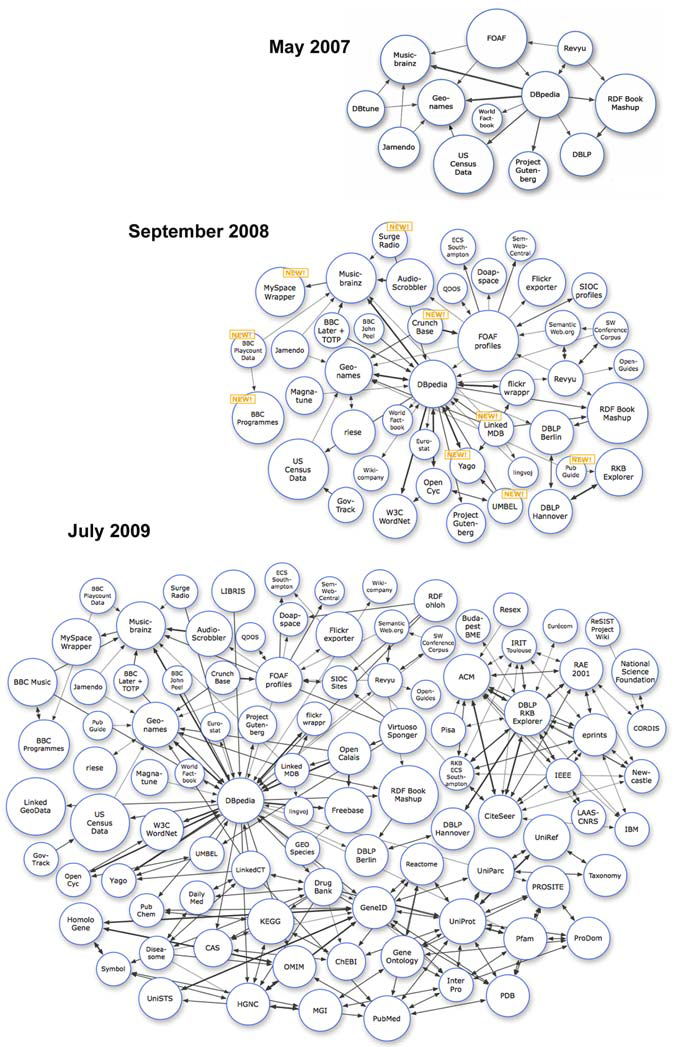 May 2007
FOAF
Music-
brainz
Revyu
DBpedia
Geo-
names
RDF Book
Mashup
DBtune
World
Fact-
book
Jamendo
US
Census
Data
Project
Guten-
berg
DBLP
September 2008
NEW!
Surge
Radio
ECS
South-
ampton
Sem-
Web-
Central
NEW!
MySpace
Wrapper
Music-
brainz
Audio-
Scrobbler
QDOS
Doap-
space
Flickr
exporter
SIOC
profiles
NEW!
BBC
Playcount
Data
Jamendo
BBC
Later +
TOTP
BBC
John
Peel
NEW!
Crunch
Base
FOAF
profiles
Semantic
Web.org
SW
Conference
Corpus
Open-
Guides
NEW!
BBC
Programmes
Magna-
tune
Geo-
names
DBpedia
flickr
wrappr
Revyu
RDF Book
Mashup
riese
World
Fact-
book
Euro-
stat
NEW!
Linked
MDB
DBLP
Berlin
US
Census
Data
Wiki-
company
NEW!
Yago
lingvoj
NEW!
Pub
Guide
RKB
Explorer
Gov-
Track
W3C
WordNet
Open
Cyc
Project
Guten-
berg
NEW!
UMBEL
DBLP
Hannover
July 2009
BBC
Playcount
Data
Surge
Radio
LIBRIS
ECS
South-
ampton
Sem-
Web-
Central
Wiki-
company
RDF
ohloh
Resex
MySpace
Wrapper
Music-
brainz
Audio-
Scrobbler
QDOS
Doap-
space
Flickr
exporter
Semantic
Web.org
SW
Conference
Corpus
Buda-
pest
BME
IRIT
Toulouse
Eurécom
ReSIST
Project
Wiki
BBC Music
Jamendo
BBC
Later +
TOTP
BBC
John
Peel
Crunch
Base
FOAF
profiles
SIOC
Sites
Revyu
Open-
Guides
ACM
RAE
2001
National
Science
Foundation
BBC
Programmes
Pub
Guide
Geo-
names
Euro-
stat
Project
Guten-
berg
flickr
wrappr
Virtuoso
Sponger
Pisa
DBLP
RKB
Explorer
eprints
CORDIS
riese
Magna-
tune
World
Fact-
book
Linked
MDB
Open
Calais
RKB
ECS
South-
ampton
IEEE
New-
castle
Linked
GeoData
US
Census
Data
W3C
WordNet
DBpedia
lingvoj
Freebase
RDF Book
Mashup
DBLP
Hannover
CiteSeer
LAAS-
CNRS
IBM
Gov-
Track
Open
Cyc
Yago
UMBEL
LinkedCT
GEO
Species
DBLP
Berlin
Reactome
UniRef
UniParc
Taxonomy
Pub
Chem
Daily
Med
Drug
Bank
PROSITE
Homolo
Gene
KEGG
GeneID
UniProt
Symbol
Disea-
some
CAS
OMIM
ChEBI
Gene
Ontology
Pfam
ProDom
UniSTS
HGNC
MGI
PubMed
Inter
Pro
PDB